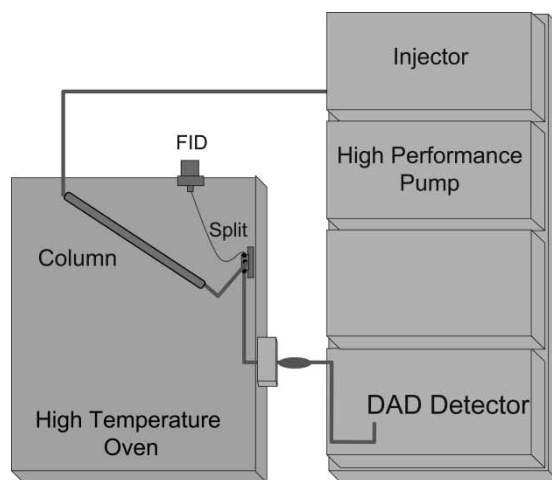 Injector
High Performance
Pump
FID
Split
Column
DAD Detector
High Temperature
Oven